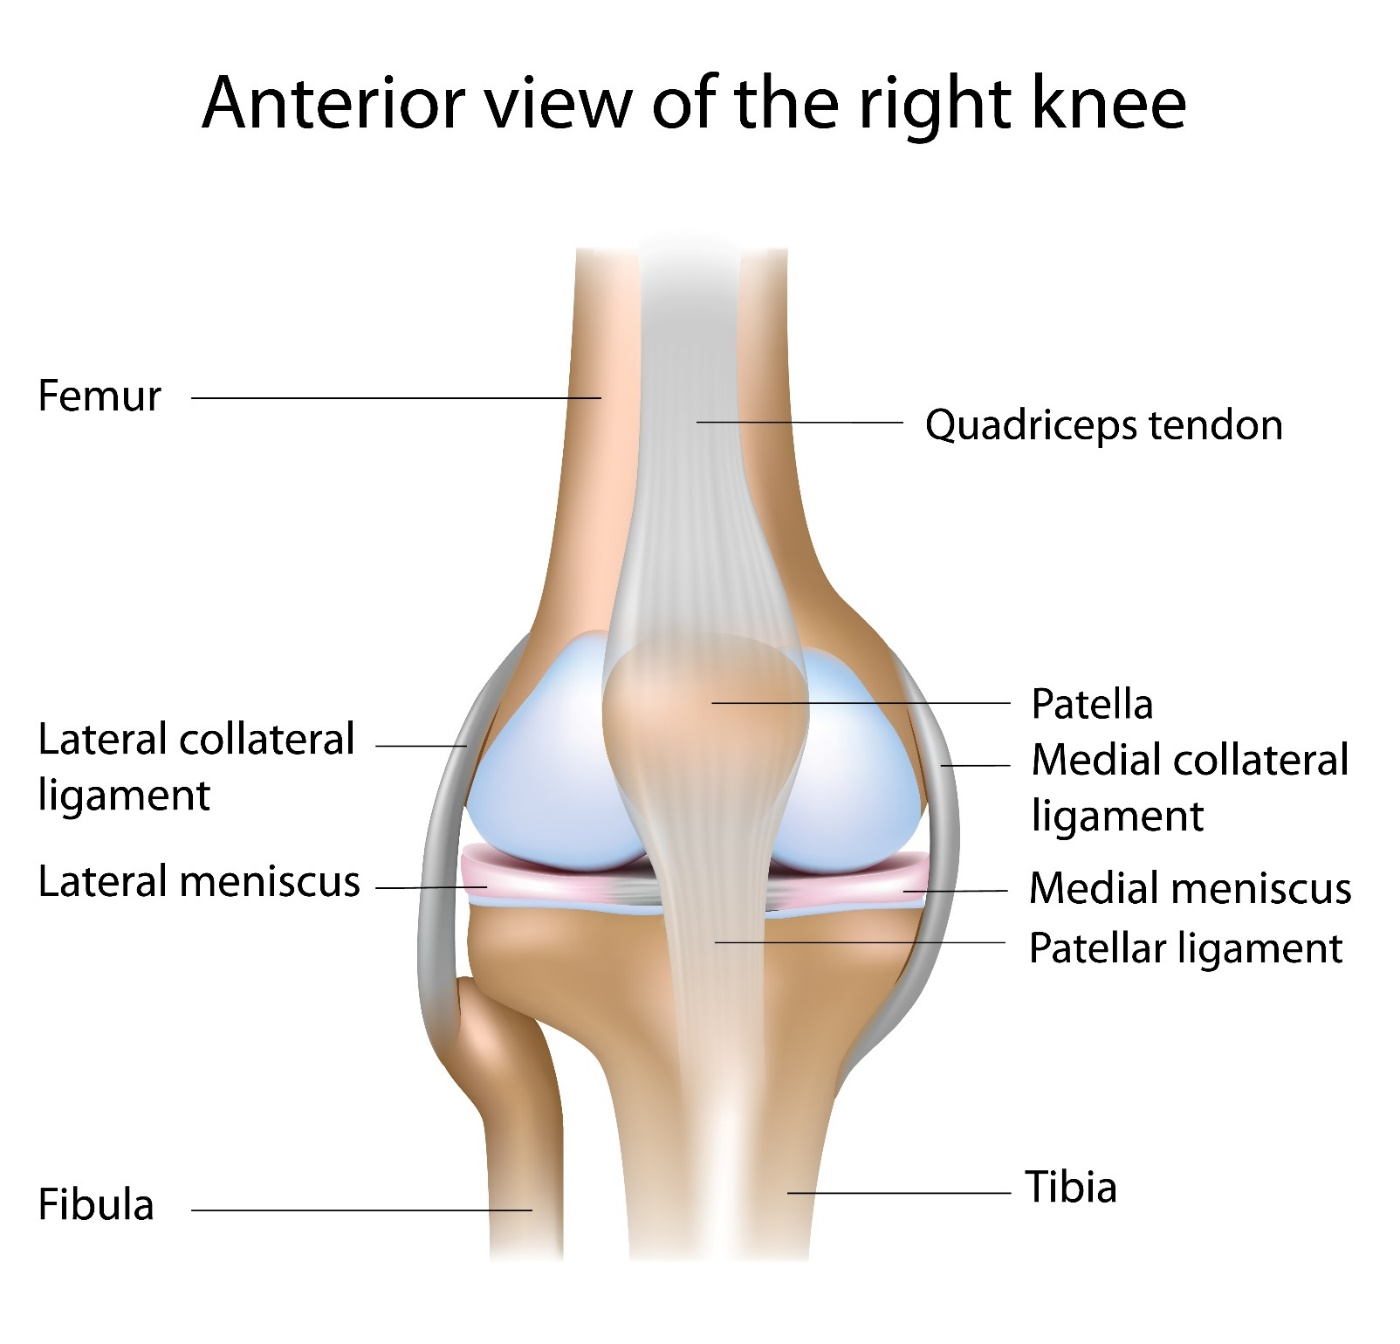 Anterior view of the right knee
Femur
Quadriceps tendon
Patella
Lateral collateral
ligament
Medial collateral
ligament
Lateral meniscus
Medial meniscus
Patellar ligament
Fibula
Tibia